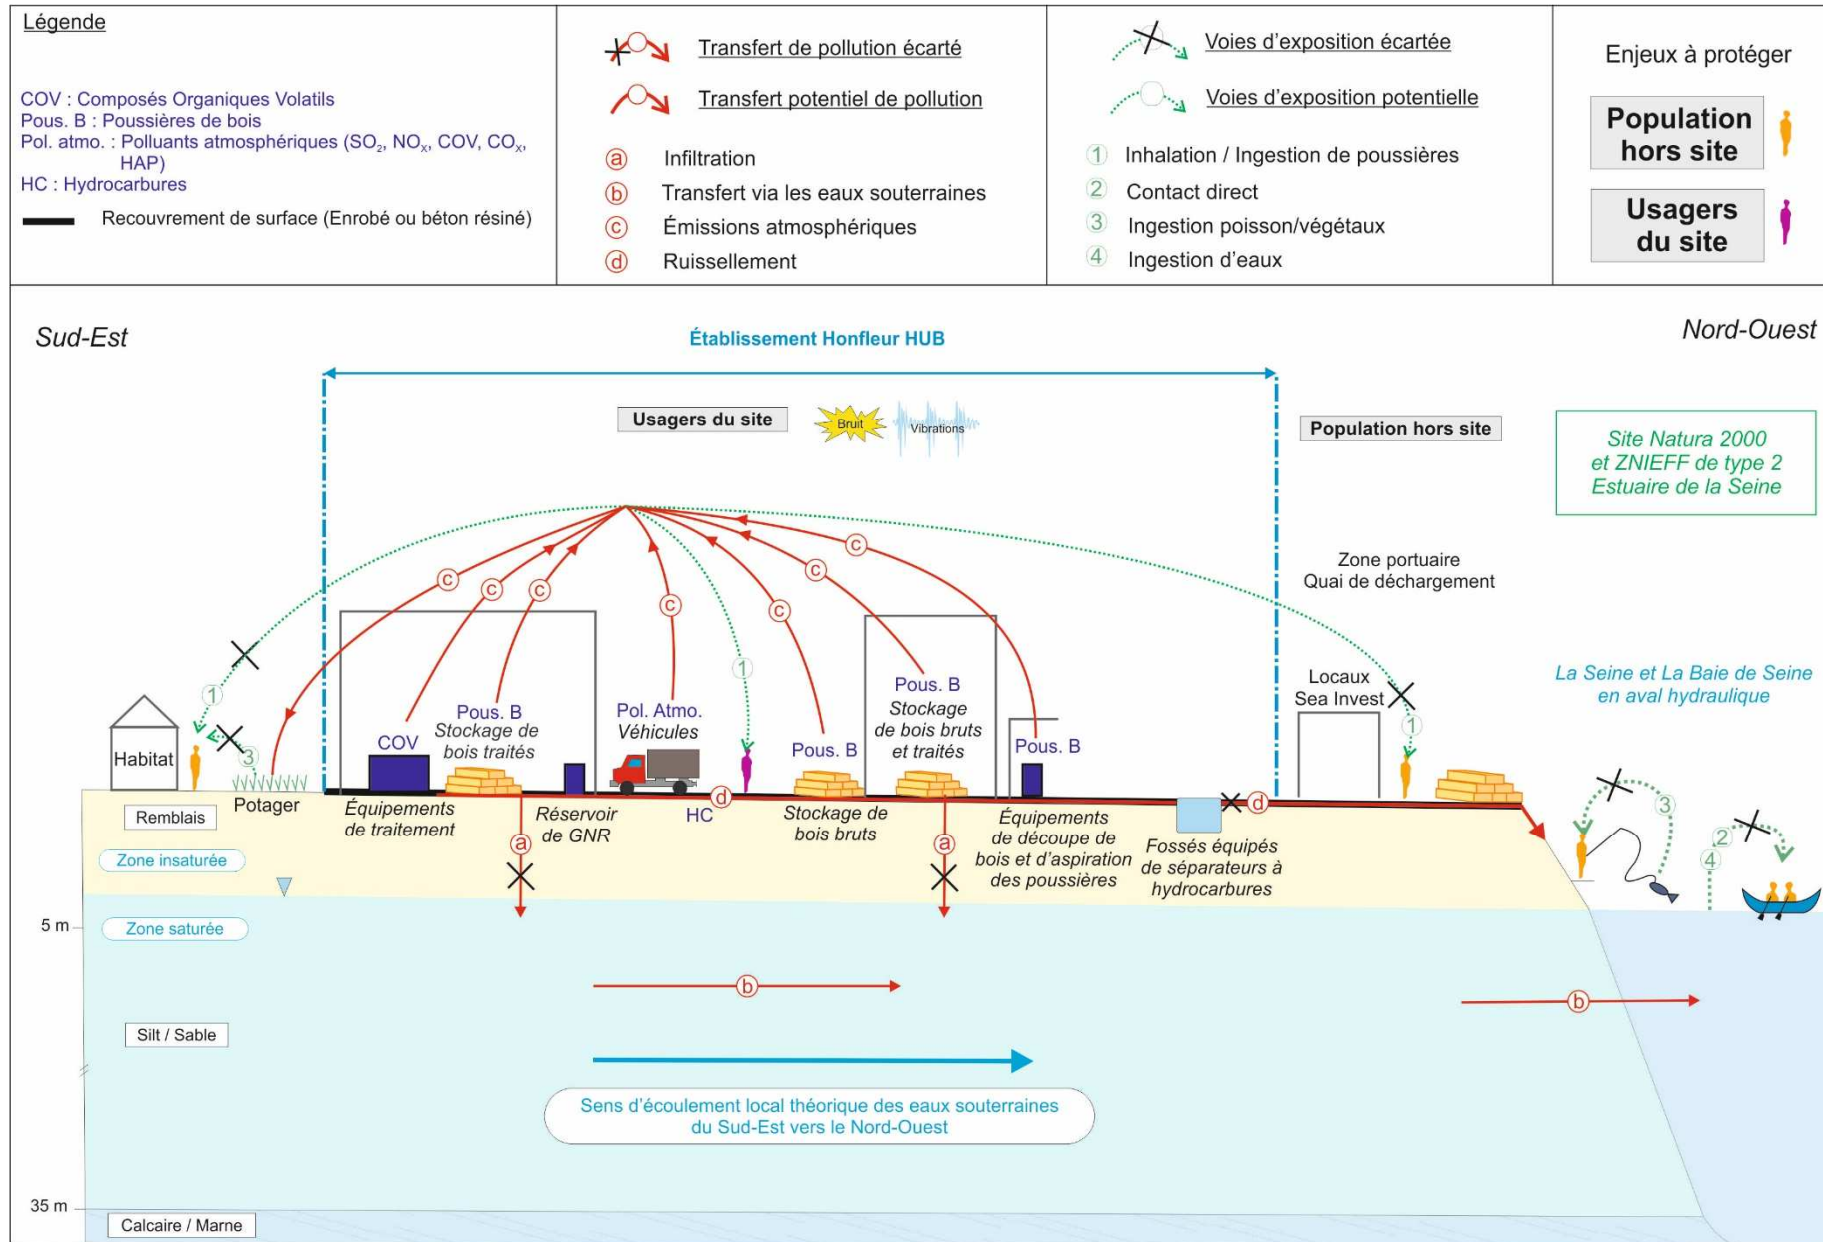 Légende
COV : Composés Organiques Volatils
Pous. B : Poussières de bois
Pol. atmo. : Polluants atmosphériques (SO₂, NOₓ, COV, COₓ,
HAP)
HC : Hydrocarbures
Recouvrement de surface (Enrobé ou béton résiné)
Transfert de pollution écarté
Transfert potentiel de pollution
a Infiltration
b Transfert via les eaux souterraines
c Émissions atmosphériques
d Ruissellement
Voies d'exposition écartée
Voies d'exposition potentielle
1 Inhalation / Ingestion de poussières
2 Contact direct
3 Ingestion poisson/végétaux
4 Ingestion d'eaux
Enjeux à protéger
Population
hors site
Usagers
du site
Sud-Est
Établissement Honfleur HUB
Nord-Ouest
Usagers du site
Bruit
Vibrations
Population hors site
Site Natura 2000
et ZNIEFF de type 2
Estuaire de la Seine
Zone portuaire
Quai de déchargement
La Seine et La Baie de Seine
en aval hydraulique
c
c
c
c
c
c
c
1
1
1
3
Habitat
Potager
COV
Pous. B
Stockage de
bois traités
Pol. Atmo.
Véhicules
Pous. B
Pous. B
Stockage
de bois bruts
et traités
Pous. B
Locaux
Sea Invest
Équipements
de traitement
Réservoir
de GNR
d
HC
Stockage de
bois bruts
Équipements
de découpe de
bois et d'aspiration
des poussières
Fossés équipés
de séparateurs à
hydrocarbures
d
a
a
3
2
4
Remblais
Zone insaturée
Zone saturée
5 m
b
b
Silt / Sable
Sens d'écoulement local théorique des eaux souterraines
du Sud-Est vers le Nord-Ouest
35 m
Calcaire / Marne